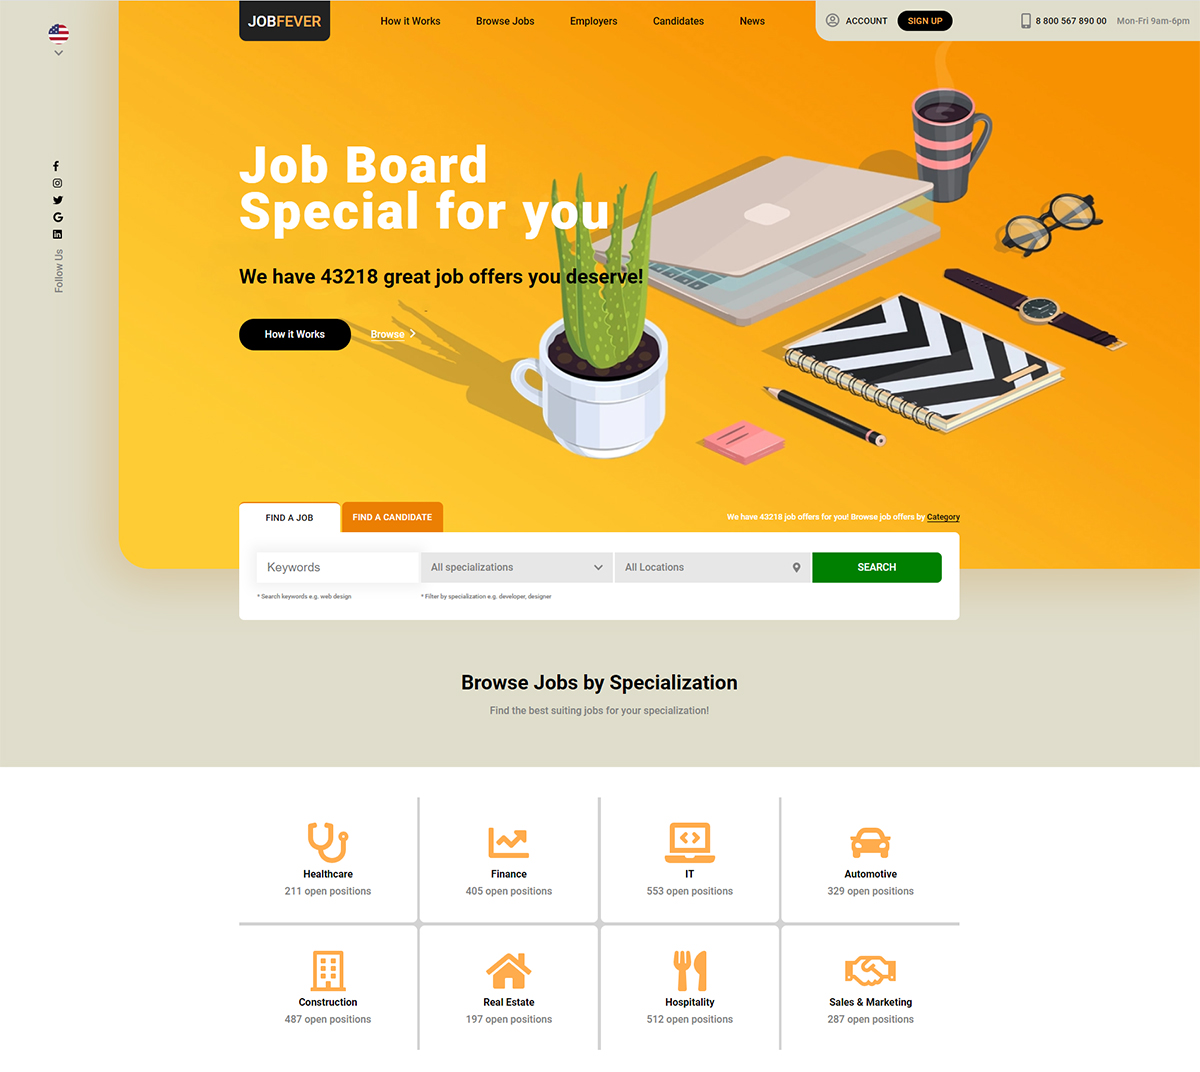 JOBFEVER
How it Works
Browse Jobs
Employers
Candidates
News
ACCOUNT
SIGN UP
8 800 567 890 00
Mon-Fri 9am-6pm
Follow Us
Job Board
Special for you
We have 43218 great job offers you deserve!
How it Works
Browse
FIND A JOB
FIND A CANDIDATE
We have 43218 job offers for you! Browse job offers by Category
Keywords
All specializations
All Locations
SEARCH
* Search keywords e.g. web design
* Filter by specialization e.g. developer, designer
Browse Jobs by Specialization
Find the best suiting jobs for your specialization!
Healthcare
211 open positions
Finance
405 open positions
IT
553 open positions
Automotive
329 open positions
Construction
487 open positions
Real Estate
197 open positions
Hospitality
512 open positions
Sales & Marketing
287 open positions